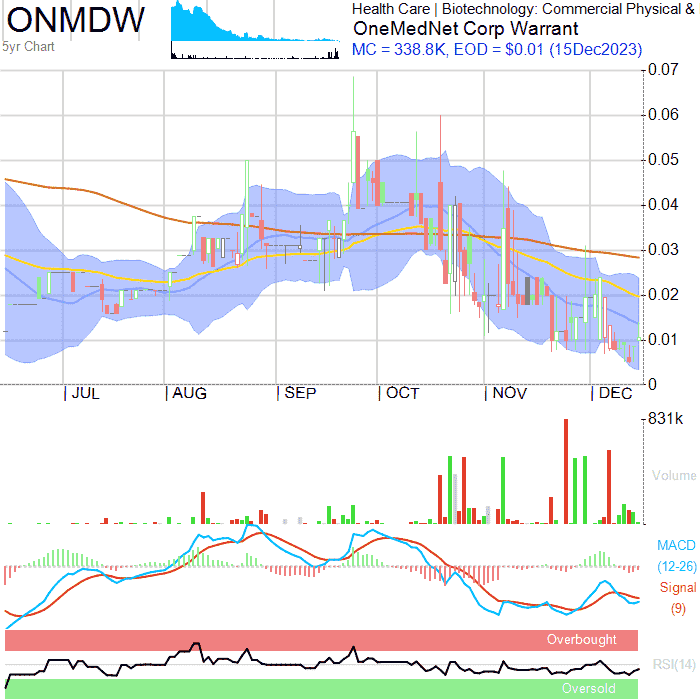 ONMDW
5yr Chart
Health Care | Biotechnology: Commercial Physical &
OneMedNet Corp Warrant
MC = 338.8K, EOD = $0.01 (15Dec2023)
0.07
0.06
0.05
0.04
0.03
0.02
0.01
0
JUL AUG SEP OCT NOV DEC
831k
Volume
MACD
(12-26)
Signal
(9)
Overbought
RSI(14)
Oversold